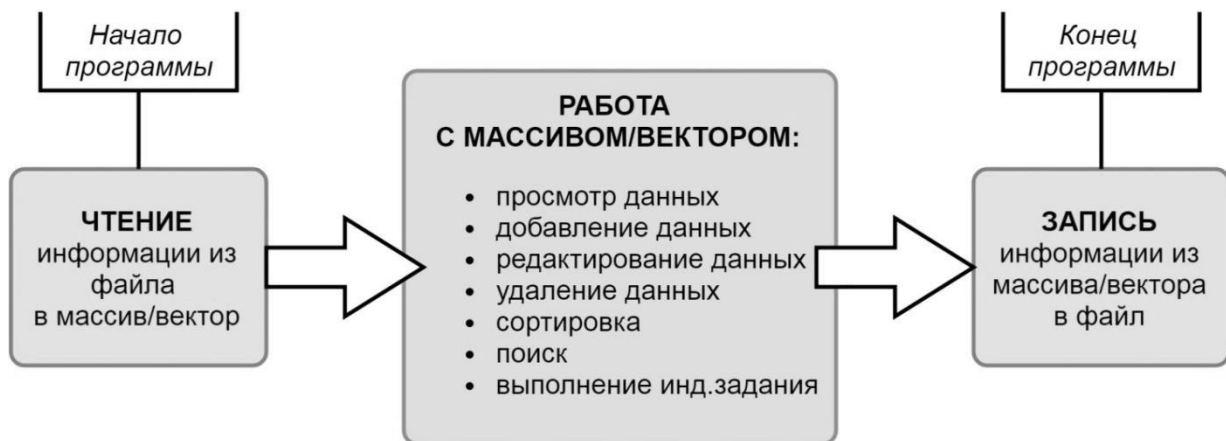 Начало
программы
ЧТЕНИЕ
информации из
файла
в массив/вектор
РАБОТА
С МАССИВОМ/ВЕКТОРОМ:
• просмотр данных
• добавление данных
• редактирование данных
• удаление данных
• сортировка
• поиск
• выполнение инд.задания
Конец
программы
ЗАПИСЬ
информации из
массива/вектора
в файл